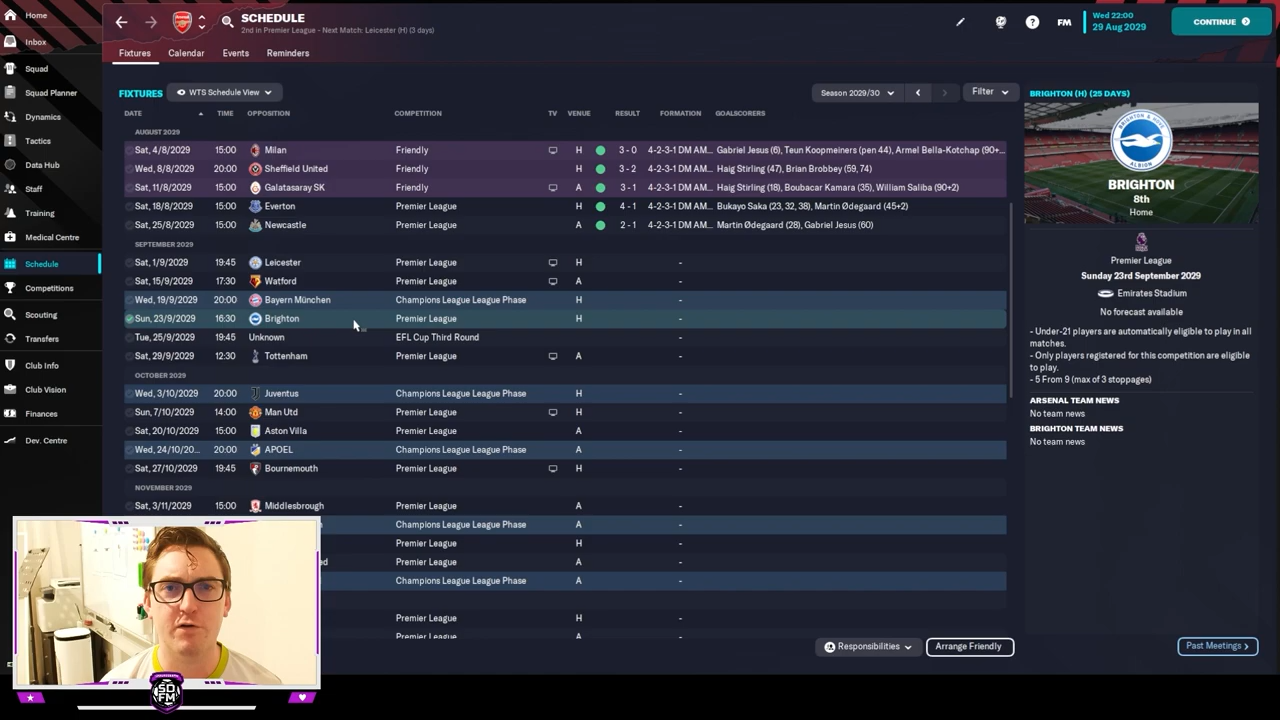 Home
Inbox
Squad
Squad Planner
Dynamics
Tactics
Data Hub
Staff
Training
Medical Centre
Schedule
Competitions
Scouting
Transfers
Club Info
Club Vision
Finances
Dev. Centre
SCHEDULE
2nd in Premier League - Next Match: Leicester (H) (3 days)
FM
Wed 22:00
29 Aug 2029
CONTINUE
Fixtures Calendar Events Reminders
FIXTURES WTS Schedule View Season 2029/30 Filter
DATE TIME OPPOSITION COMPETITION TV VENUE RESULT FORMATION GOALSCORERS
AUGUST 2029
Sat, 4/8/2029 15:00 Milan Friendly H 3 - 0 4-2-3-1 DM AM... Gabriel Jesus (6), Teun Koopmeiners (pen 44), Armel Bella-Kotchap (90+...
Wed, 8/8/2029 20:00 Sheffield United Friendly H 3 - 2 4-2-3-1 DM AM... Haig Stirling (47), Brian Brobbey (59, 74)
Sat, 11/8/2029 15:00 Galatasaray SK Friendly A 3 - 1 4-2-3-1 DM AM... Haig Stirling (18), Boubacar Kamara (35), William Saliba (90+2)
Sat, 18/8/2029 15:00 Everton Premier League H 4 - 1 4-2-3-1 DM AM... Bukayo Saka (23, 32, 38), Martin Ødegaard (45+2)
Sat, 25/8/2029 15:00 Newcastle Premier League A 2 - 1 4-2-3-1 DM AM... Martin Ødegaard (28), Gabriel Jesus (60)
SEPTEMBER 2029
Sat, 1/9/2029 19:45 Leicester Premier League H -
Sat, 15/9/2029 17:30 Watford Premier League A -
Wed, 19/9/2029 20:00 Bayern München Champions League League Phase H -
Sun, 23/9/2029 16:30 Brighton Premier League H -
Tue, 25/9/2029 19:45 Unknown EFL Cup Third Round -
Sat, 29/9/2029 12:30 Tottenham Premier League A -
OCTOBER 2029
Wed, 3/10/2029 20:00 Juventus Champions League League Phase H -
Sun, 7/10/2029 14:00 Man Utd Premier League H -
Sat, 20/10/2029 15:00 Aston Villa Premier League A -
Wed, 24/10/20... 20:00 APOEL Champions League League Phase A -
Sat, 27/10/2029 19:45 Bournemouth Premier League A -
NOVEMBER 2029
Sat, 3/11/2029 15:00 Middlesbrough Premier League A -
Champions League League Phase A -
Premier League H -
Premier League A -
Champions League League Phase A -
Premier League H -
Premier League A -
Responsibilities Arrange Friendly
BRIGHTON (H) (25 DAYS)
BRIGHTON & HOVE
ALBION
BRIGHTON
8th
Home
Premier League
Sunday 23rd September 2029
Emirates Stadium
No forecast available
- Under-21 players are automatically eligible to play in all
matches.
- Only players registered for this competition are eligible
to play.
- 5 From 9 (max of 3 stoppages)
ARSENAL TEAM NEWS
No team news
BRIGHTON TEAM NEWS
No team news
Past Meetings
SD
FM